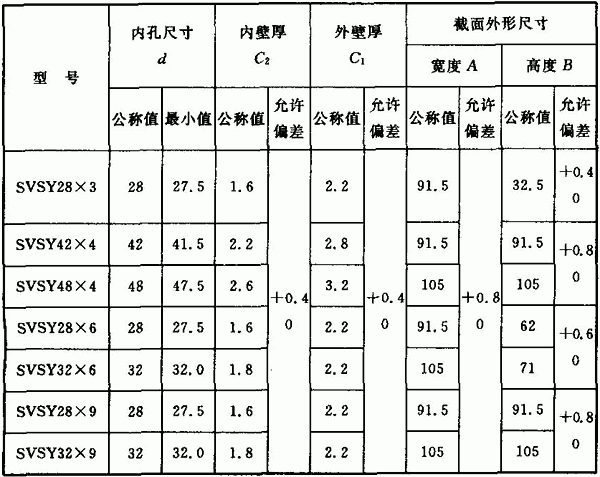 型 号 内孔尺寸 d 内壁厚 C2 外壁厚 C1 截面外形尺寸
宽度 A 高度 B
公称值 最小值 公称值 允许偏差 公称值 允许偏差 公称值 允许偏差 公称值 允许偏差
SVSY28×3 28 27.5 1.6 +0.4 0 2.2 +0.4 0 91.5 +0.8 0 32.5 +0.4 0
SVSY42×4 42 41.5 2.2 2.8 91.5 91.5 +0.8 0
SVSY48×4 48 47.5 2.6 3.2 105 105
SVSY28×6 28 27.5 1.6 2.2 91.5 62 +0.6 0
SVSY32×6 32 32.0 1.8 2.2 105 71
SVSY28×9 28 27.5 1.6 2.2 91.5 91.5 +0.8 0
SVSY32×9 32 32.0 1.8 2.2 105 105